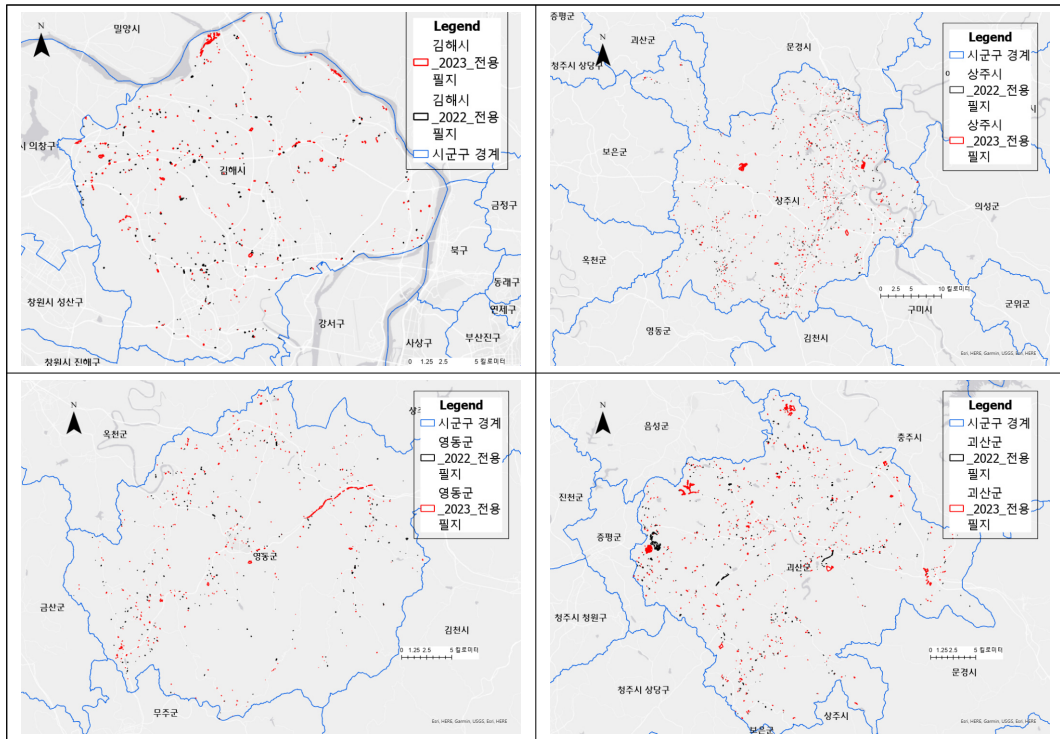 N
밀양시
Legend
김해시
_2023_전용
필지
김해시
_2022_전용
필지
시군구 경계
시 의창구
김해시
금정구
북구
동래구
연제구
창원시 성산구
강서구
사상구
부산진구
창원시 진해구
0 1.25 2.5 5 킬로미터
증평군
괴산군
N
문경시
청주시 상당구
Legend
시군구 경계
상주시
_2022_전용
필지
상주시
_2023_전용
필지
시
보은군
상주시
의성군
옥천군
0 2.5 5 10 킬로미터
구미시
군위군
영동군
김천시
Esri, HERE, Garmin, USGS, Esri, HERE
N
옥천군
Legend
시군구 경계
영동군
_2022_전용
필지
영동군
_2023_전용
필지
영동군
금산군
김천시
0 1.25 2.5 5 킬로미터
무주군
Esri, HERE, Garmin, USGS, Esri, HERE
N
음성군
충주시
Legend
시군구 경계
괴산군
_2022_전용
필지
괴산군
_2023_전용
필지
진천군
증평군
괴산군
청주시 청원구
0 1.25 2.5 5 킬로미터
문경시
청주시 상당구
상주시
보은군
Esri, HERE, Garmin, USGS, Esri, HERE